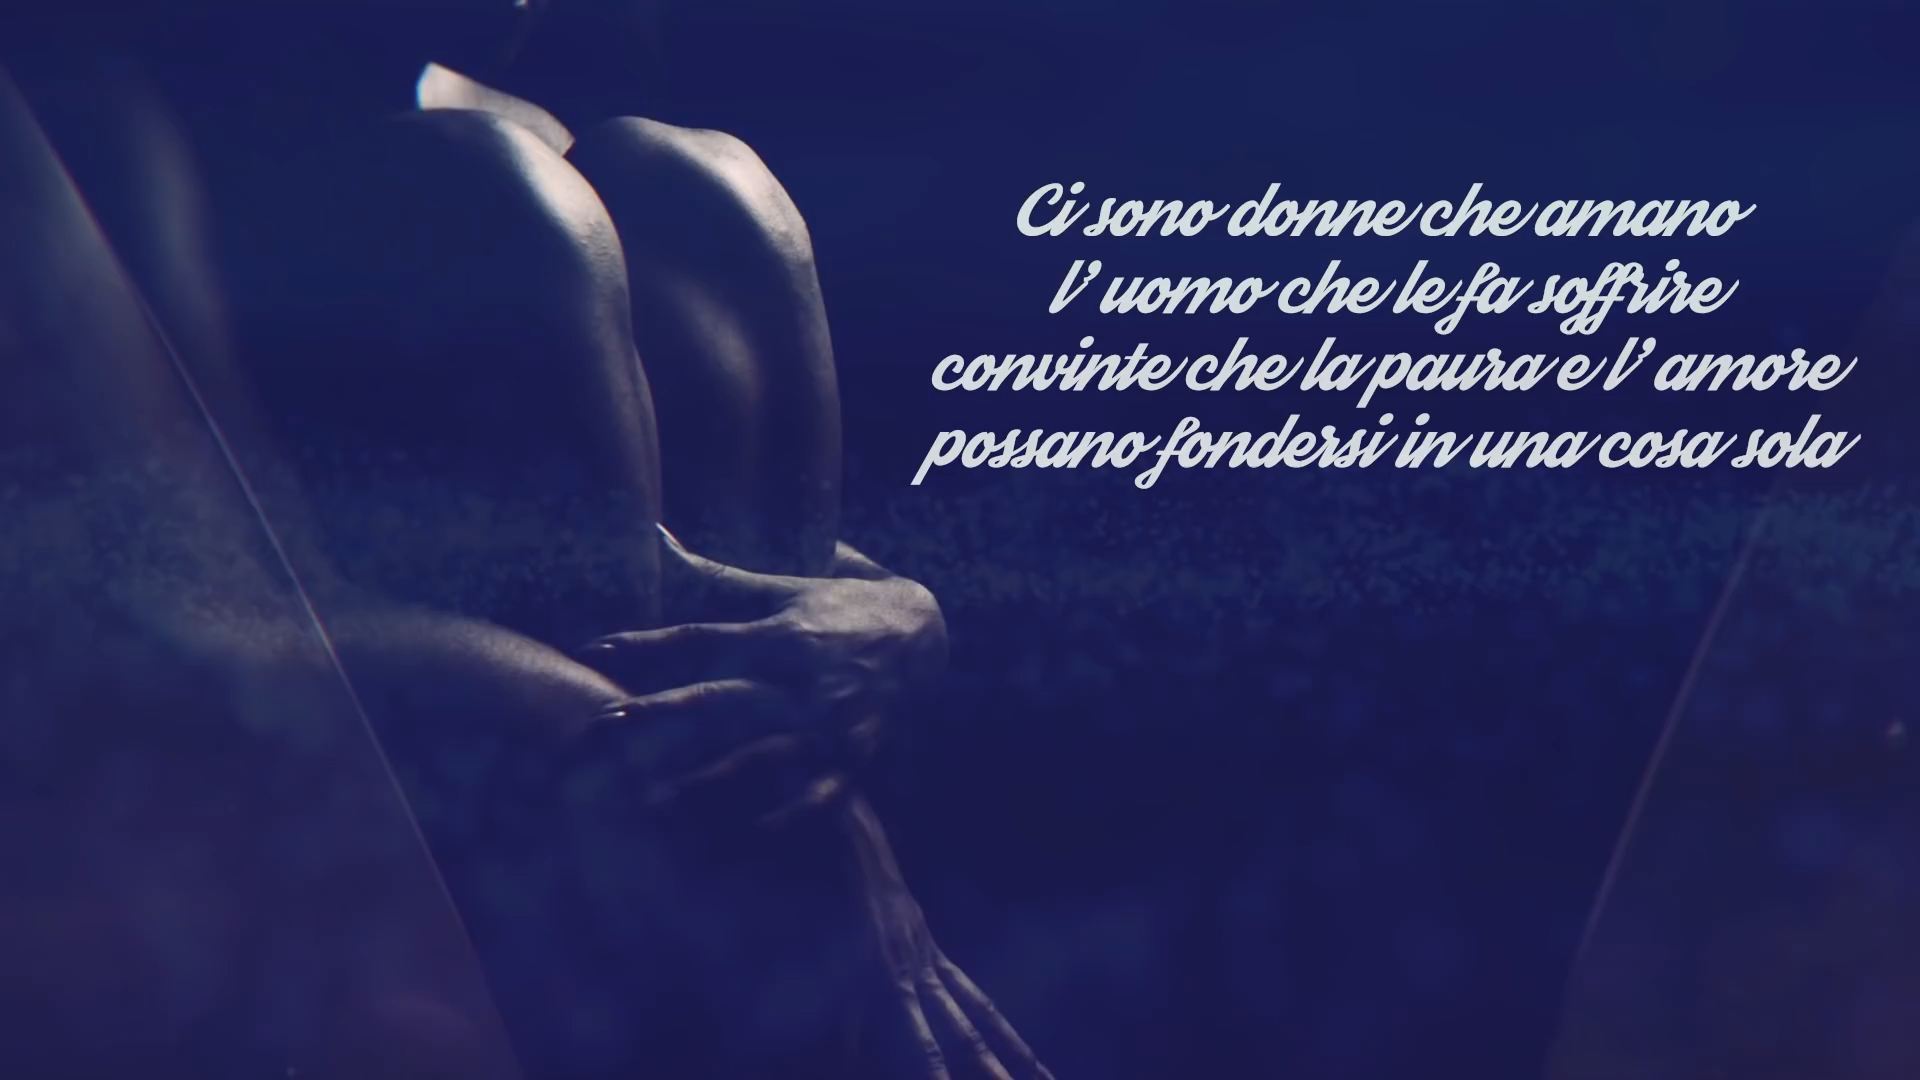 Ci sono donne che amano
l' uomo che le fa soffrire
convinte che la paura e l' amore
possano fondersi in una cosa sola